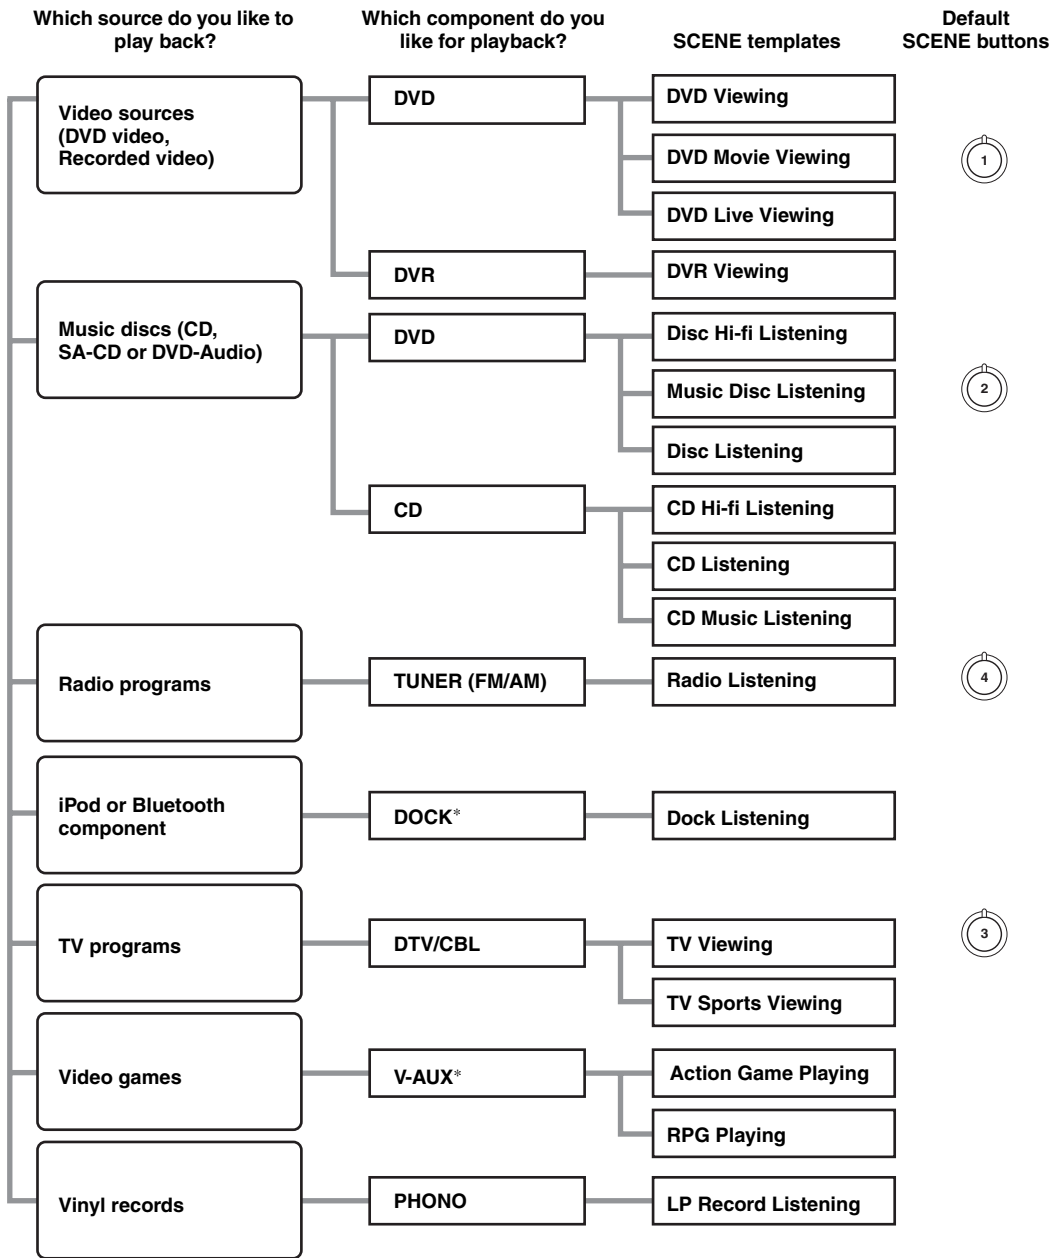 Which source do you like to
play back?
Which component do you
like for playback?
SCENE templates
Default
SCENE buttons
Video sources
(DVD video,
Recorded video)
DVD
DVD Viewing
DVD Movie Viewing
1
DVD Live Viewing
DVR
DVR Viewing
Music discs (CD,
SA-CD or DVD-Audio)
DVD
Disc Hi-fi Listening
Music Disc Listening
2
Disc Listening
CD
CD Hi-fi Listening
CD Listening
CD Music Listening
Radio programs
TUNER (FM/AM)
Radio Listening
4
iPod or Bluetooth
component
DOCK*
Dock Listening
TV programs
DTV/CBL
TV Viewing
3
TV Sports Viewing
Video games
V-AUX*
Action Game Playing
RPG Playing
Vinyl records
PHONO
LP Record Listening